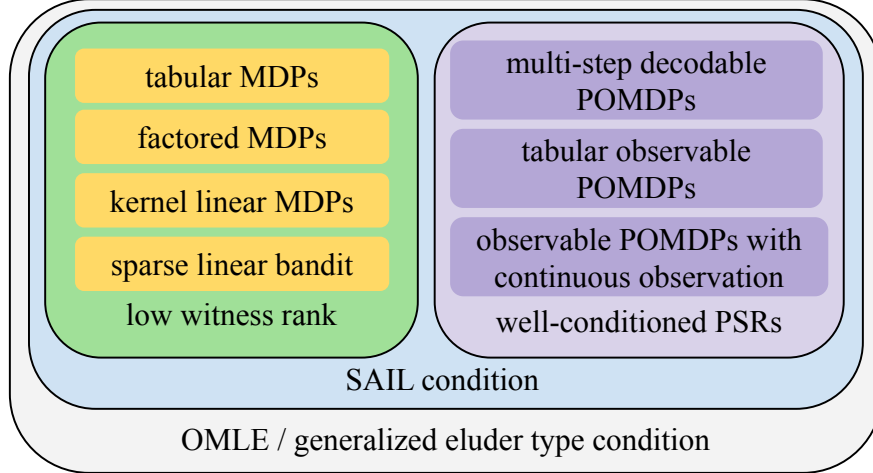 tabular MDPs
factored MDPs
kernel linear MDPs
sparse linear bandit
low witness rank
multi-step decodable
POMDPs
tabular observable
POMDPs
observable POMDPs with
continuous observation
well-conditioned PSRs
SAIL condition
OMLE / generalized eluder type condition